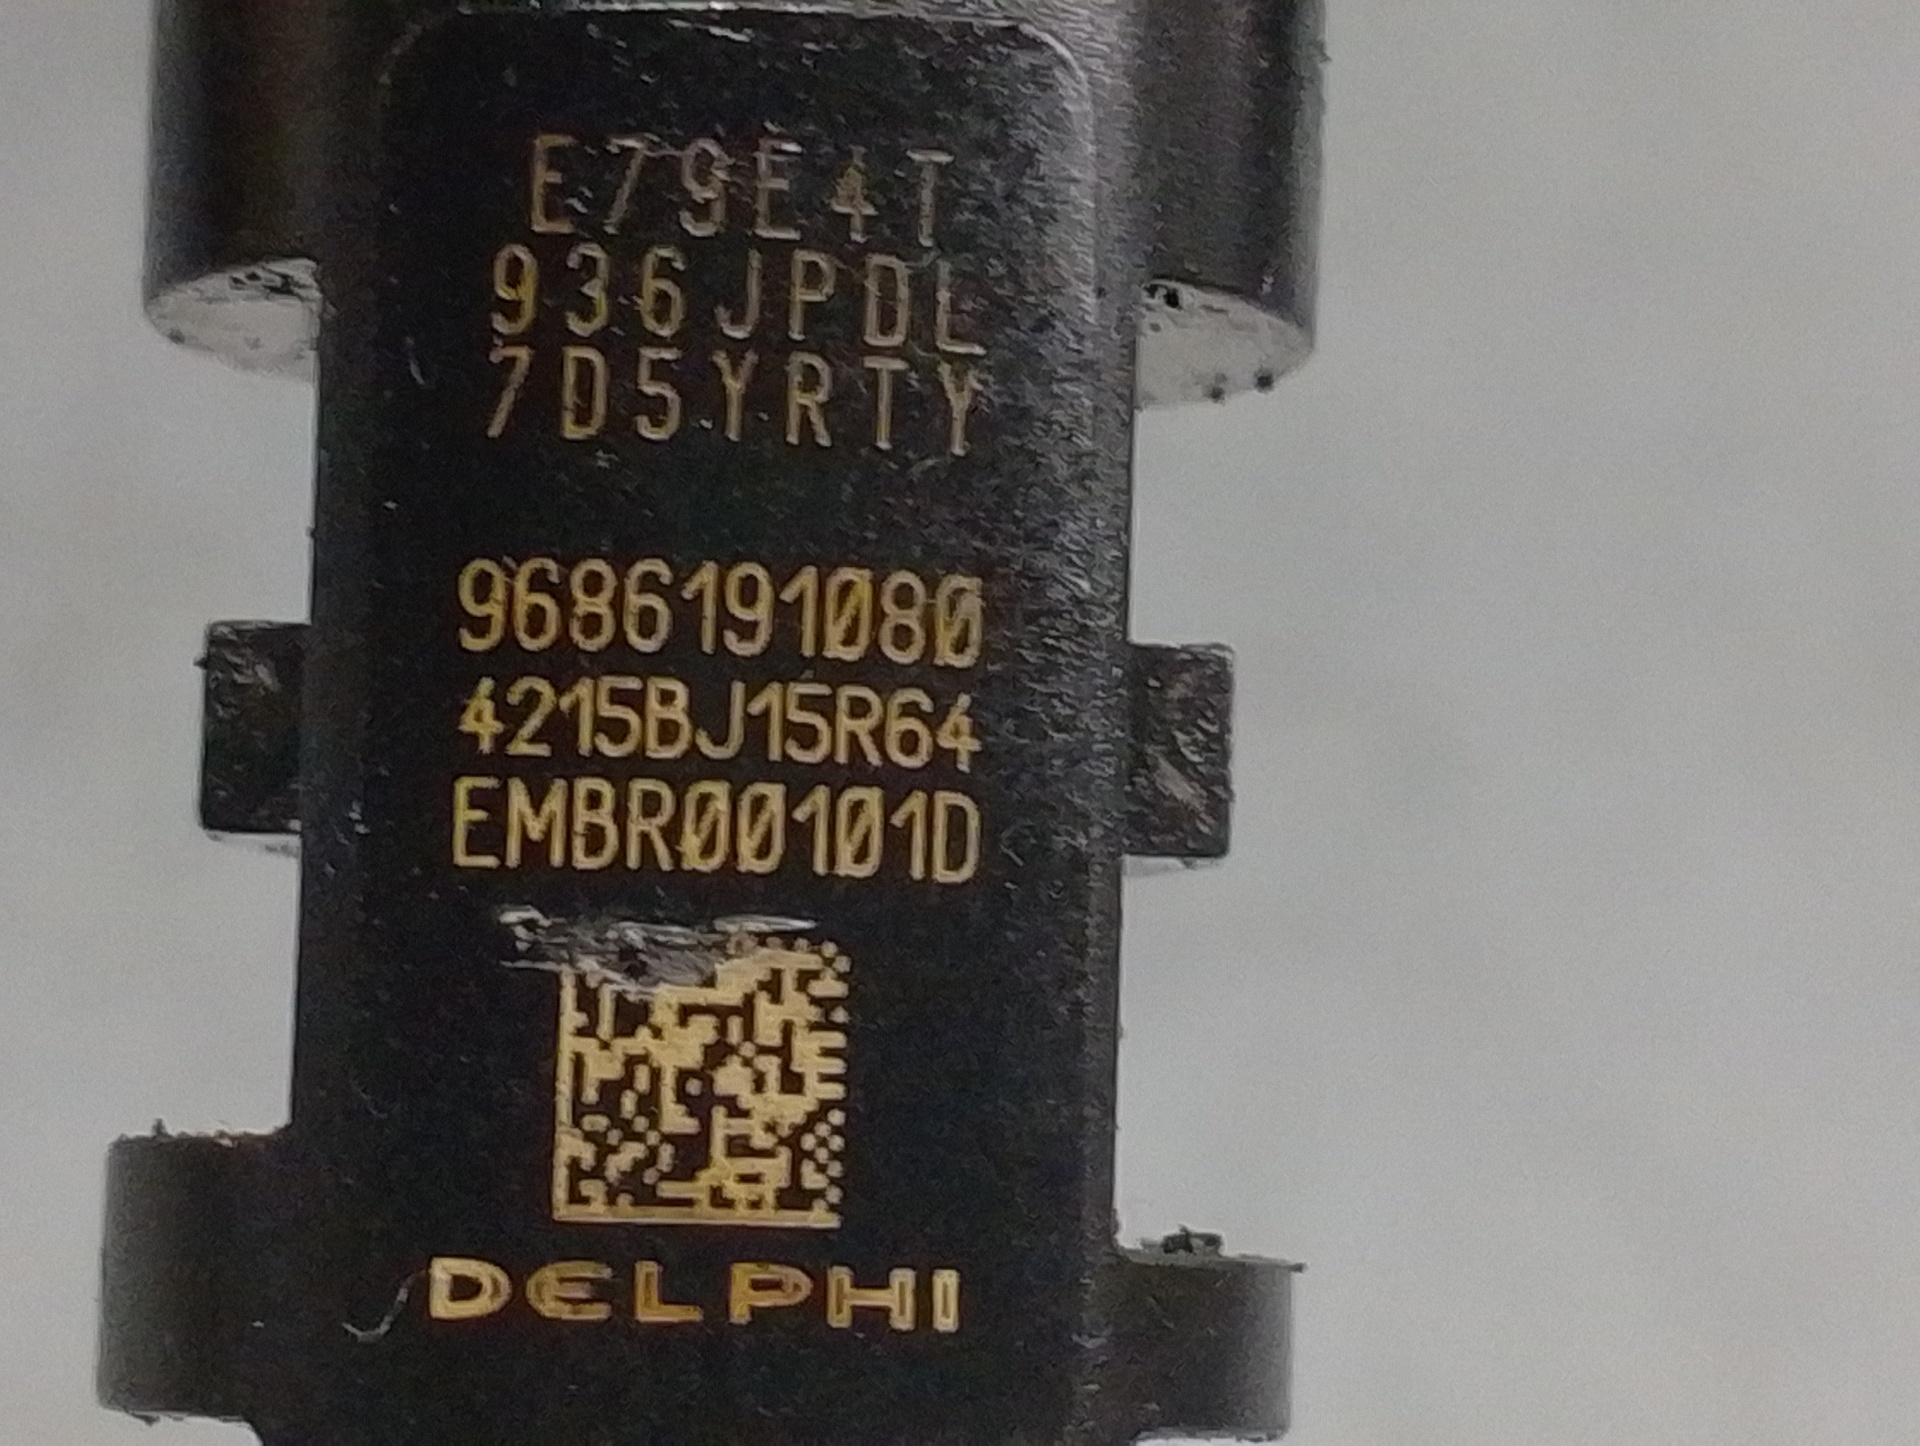 E79E4T
936JPDL
7D5YRTY
9686191080
4215BJ15R64
EMBR00101D
DELPHI